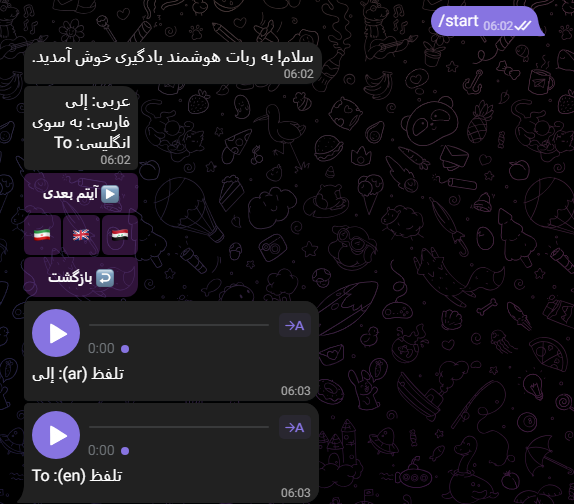 /start
06:02
سلام! به ربات هوشمند یادگیری خوش آمدید.
06:02
عربی: إلى
فارسی: به سوی
انگلیسی: To
06:02
آیتم بعدی
بازگشت
0:00
→A
تلفظ (ar): إلى
06:03
0:00
→A
تلفظ (en): To
06:03